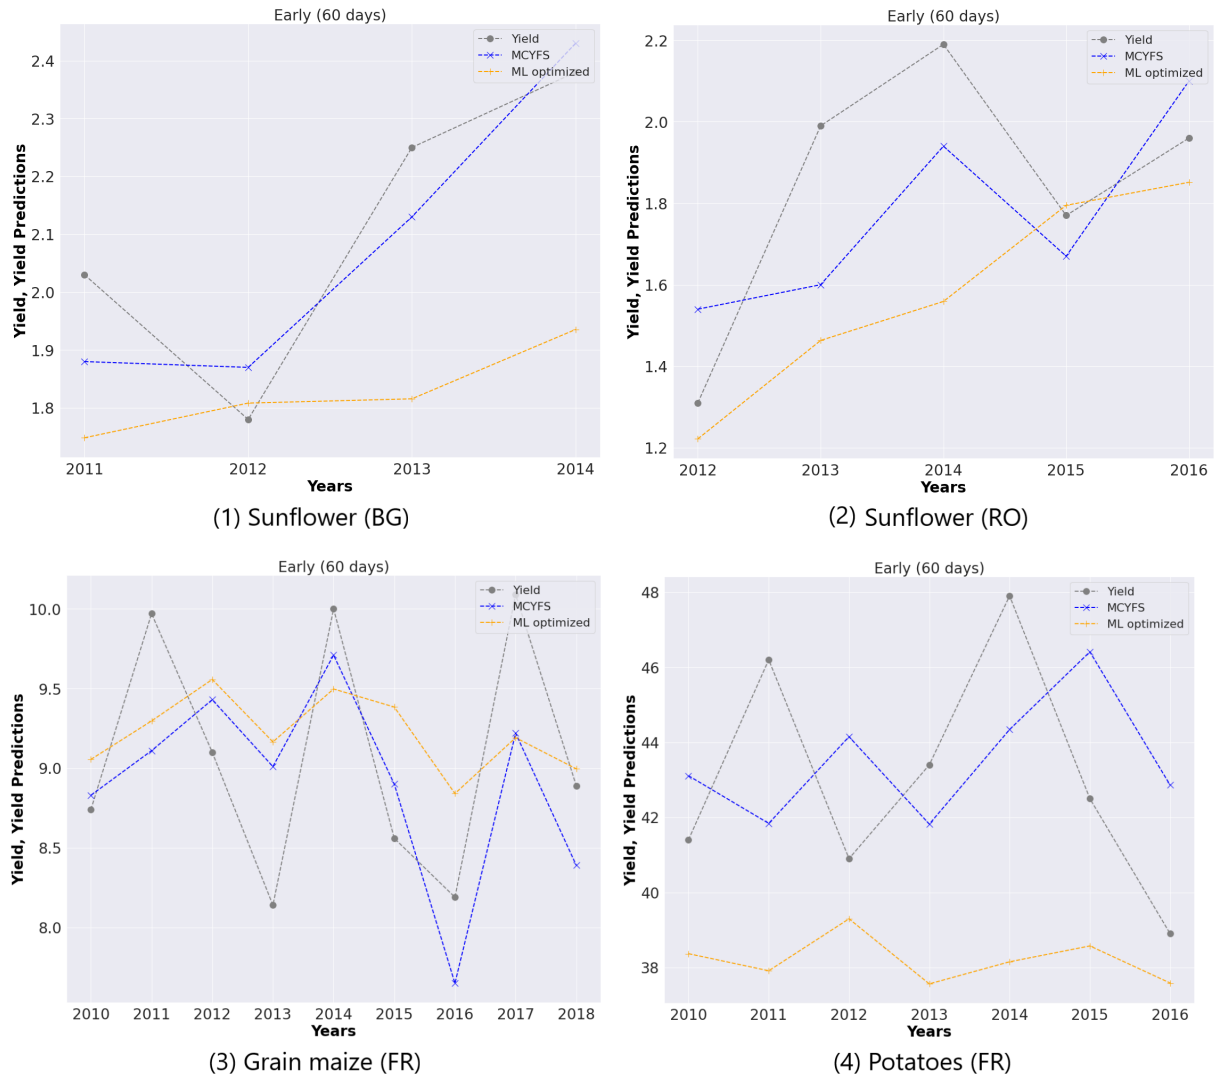 Early (60 days)
Yield
MCYFS
ML optimized
2.4
2.3
2.2
2.1
2.0
1.9
1.8
Yield, Yield Predictions
2011 2012 2013 2014
Years
(1) Sunflower (BG)
Early (60 days)
Yield
MCYFS
ML optimized
2.2
2.0
1.8
1.6
1.4
1.2
Yield, Yield Predictions
2012 2013 2014 2015 2016
Years
(2) Sunflower (RO)
Early (60 days)
Yield
MCYFS
ML optimized
10.0
9.5
9.0
8.5
8.0
Yield, Yield Predictions
2010 2011 2012 2013 2014 2015 2016 2017 2018
Years
(3) Grain maize (FR)
Early (60 days)
Yield
MCYFS
ML optimized
48
46
44
42
40
38
Yield, Yield Predictions
2010 2011 2012 2013 2014 2015 2016
Years
(4) Potatoes (FR)